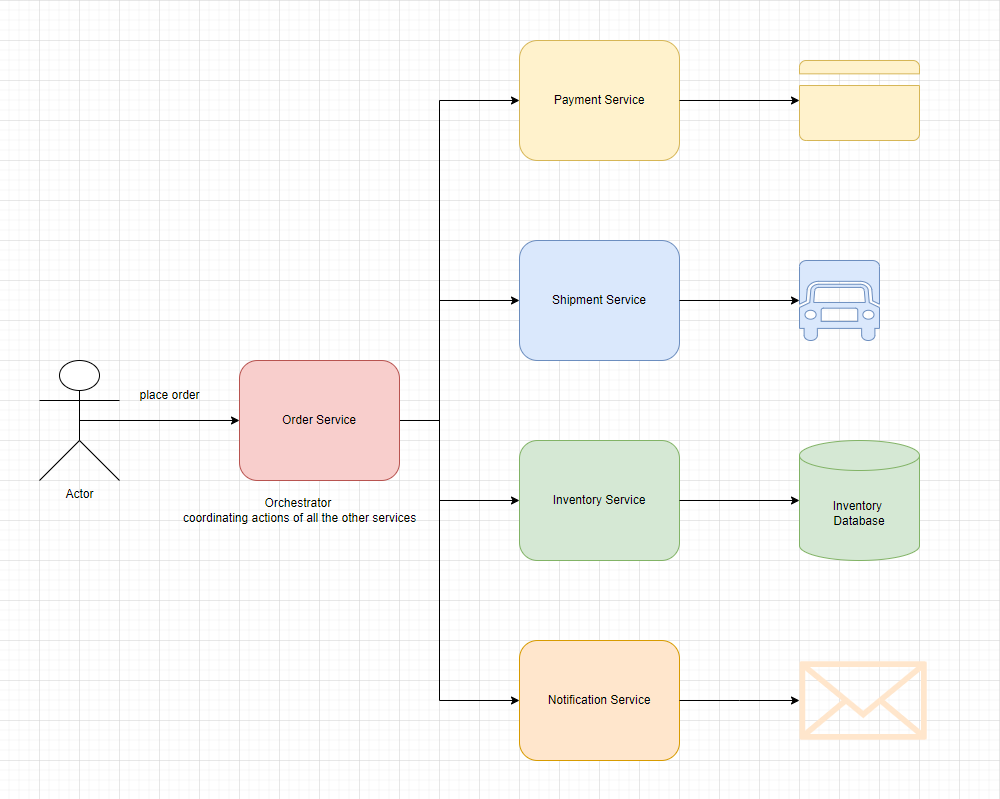 Payment Service
Shipment Service
place order
Order Service
Actor
Orchestrator
coordinating actions of all the other services
Inventory Service
Inventory
Database
Notification Service